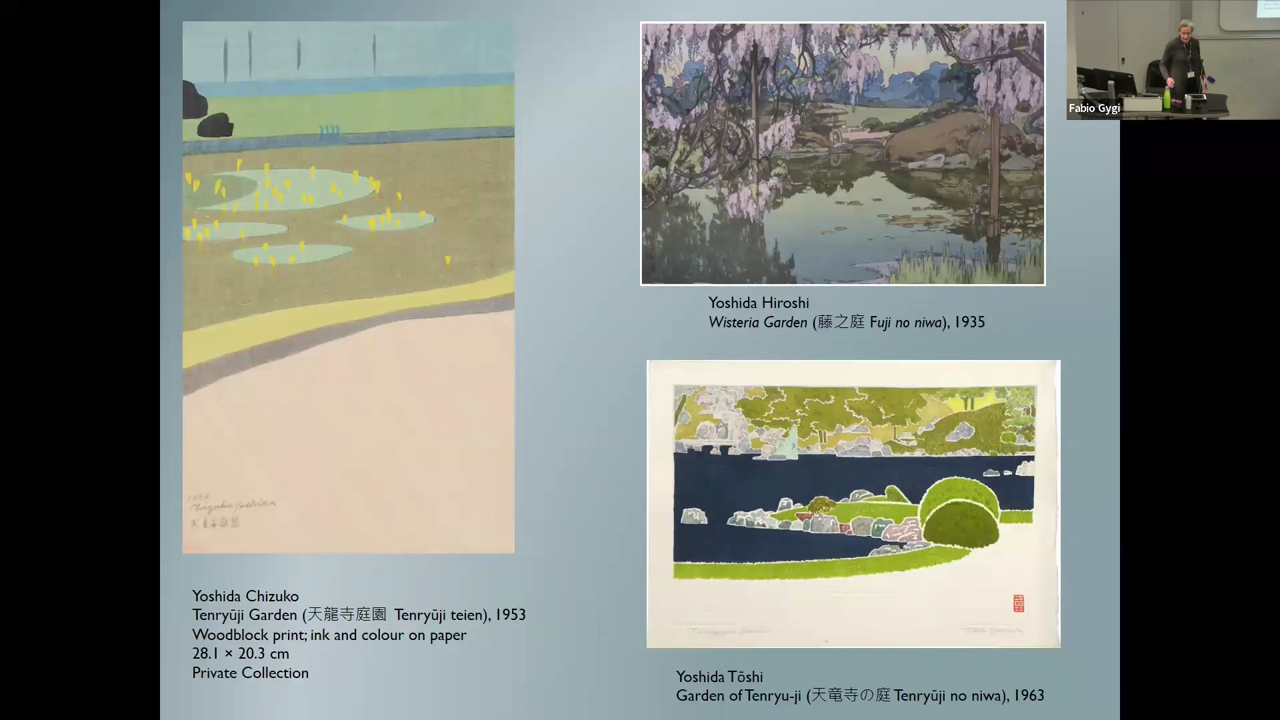 Fabio Gygi
Yoshida Hiroshi
Wisteria Garden (藤之庭 Fuji no niwa), 1935
Yoshida Chizuko
Tenryūji Garden (天龍寺庭園 Tenryūji teien), 1953
Woodblock print; ink and colour on paper
28.1 × 20.3 cm
Private Collection
Yoshida Tōshi
Garden of Tenryu-ji (天竜寺の庭 Tenryūji no niwa), 1963